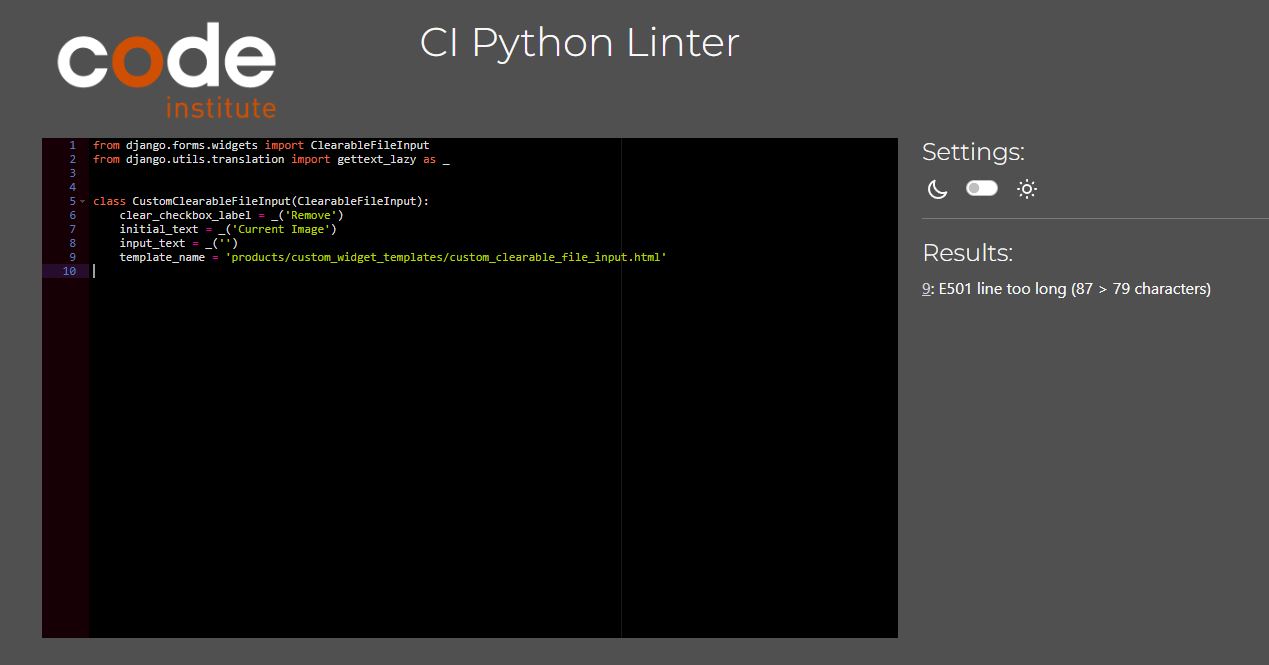 code
institute
CI Python Linter
1 from django.forms.widgets import ClearableFileInput
2 from django.utils.translation import gettext_lazy as _
3
4
5 class CustomClearableFileInput(ClearableFileInput):
6     clear_checkbox_label = _('Remove')
7     initial_text = _('Current Image')
8     input_text = _('')
9     template_name = 'products/custom_widget_templates/custom_clearable_file_input.html'
10
Settings:
Results:
9: E501 line too long (87 > 79 characters)